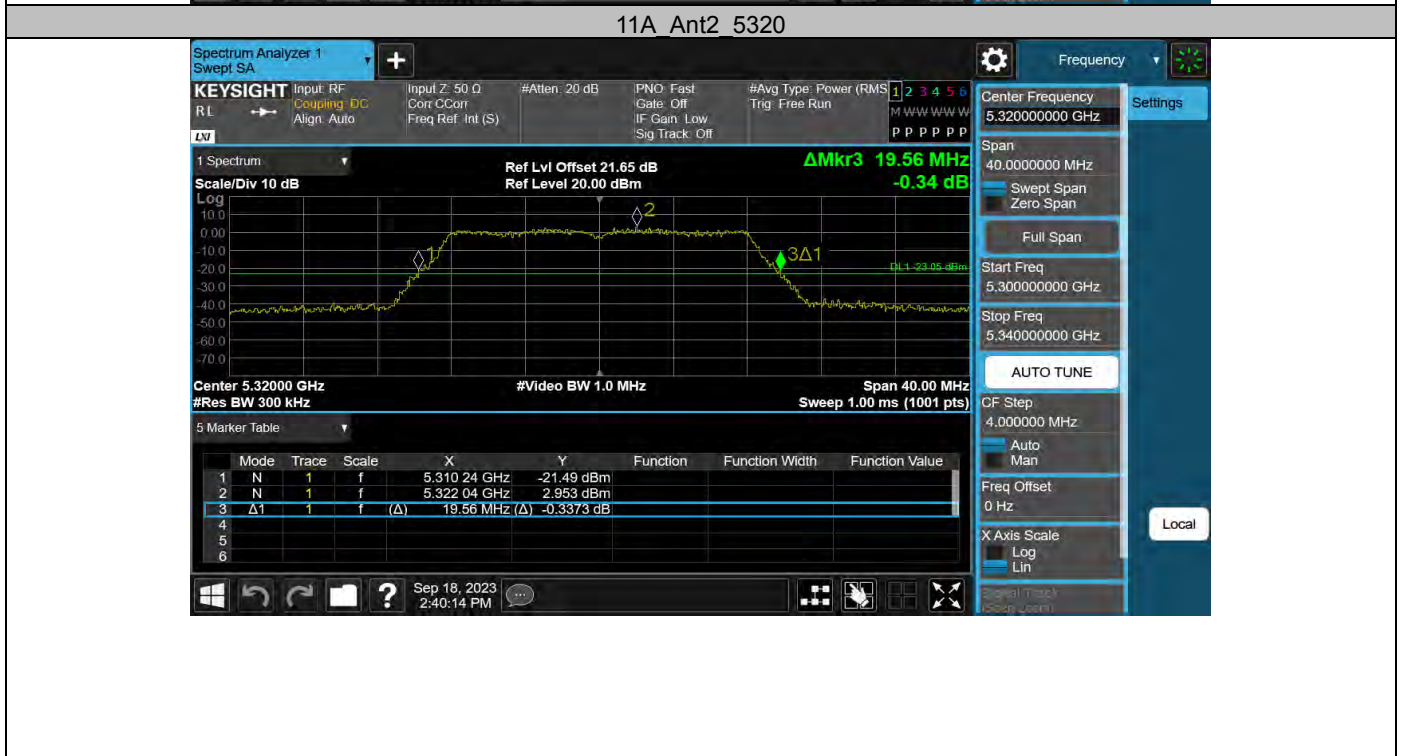 11A_Ant2_5320
Spectrum Analyzer 1
Swept SA
+
Frequency
KEYSIGHT
RL
LXI
Input: RF
Coupling: DC
Align: Auto
Input Z: 50 Ω
Corr CCorr
Freq Ref: Int (S)
#Atten: 20 dB
PNO: Fast
Gate: Off
IF Gain: Low
Sig Track: Off
#Avg Type: Power (RMS
Trig: Free Run
1 2 3 4 5 6
M W W W W W
P P P P P P
Center Frequency
5.320000000 GHz
Settings
1 Spectrum
Ref Lvl Offset 21.65 dB
ΔMkr3 19.56 MHz
Scale/Div 10 dB
Ref Level 20.00 dBm
-0.34 dB
Span
40.0000000 MHz
Swept Span
Zero Span
Full Span
Start Freq
5.300000000 GHz
Stop Freq
5.340000000 GHz
AUTO TUNE
CF Step
4.000000 MHz
Auto
Man
Freq Offset
0 Hz
X Axis Scale
Log
Lin
Signal Track
(Span Zoom)
Local
Log
10.0
0.00
-10.0
-20.0
-30.0
-40.0
-50.0
-60.0
-70.0
1
2
3Δ1
DL1 -23.05 dBm
Center 5.32000 GHz
#Video BW 1.0 MHz
Span 40.00 MHz
#Res BW 300 kHz
Sweep 1.00 ms (1001 pts)
5 Marker Table
Mode Trace Scale X Y Function Function Width Function Value
1 N 1 f 5.310 24 GHz -21.49 dBm
2 N 1 f 5.322 04 GHz 2.953 dBm
3 Δ1 1 f (Δ) 19.56 MHz (Δ) -0.3373 dB
4
5
6
?
Sep 18, 2023
2:40:14 PM